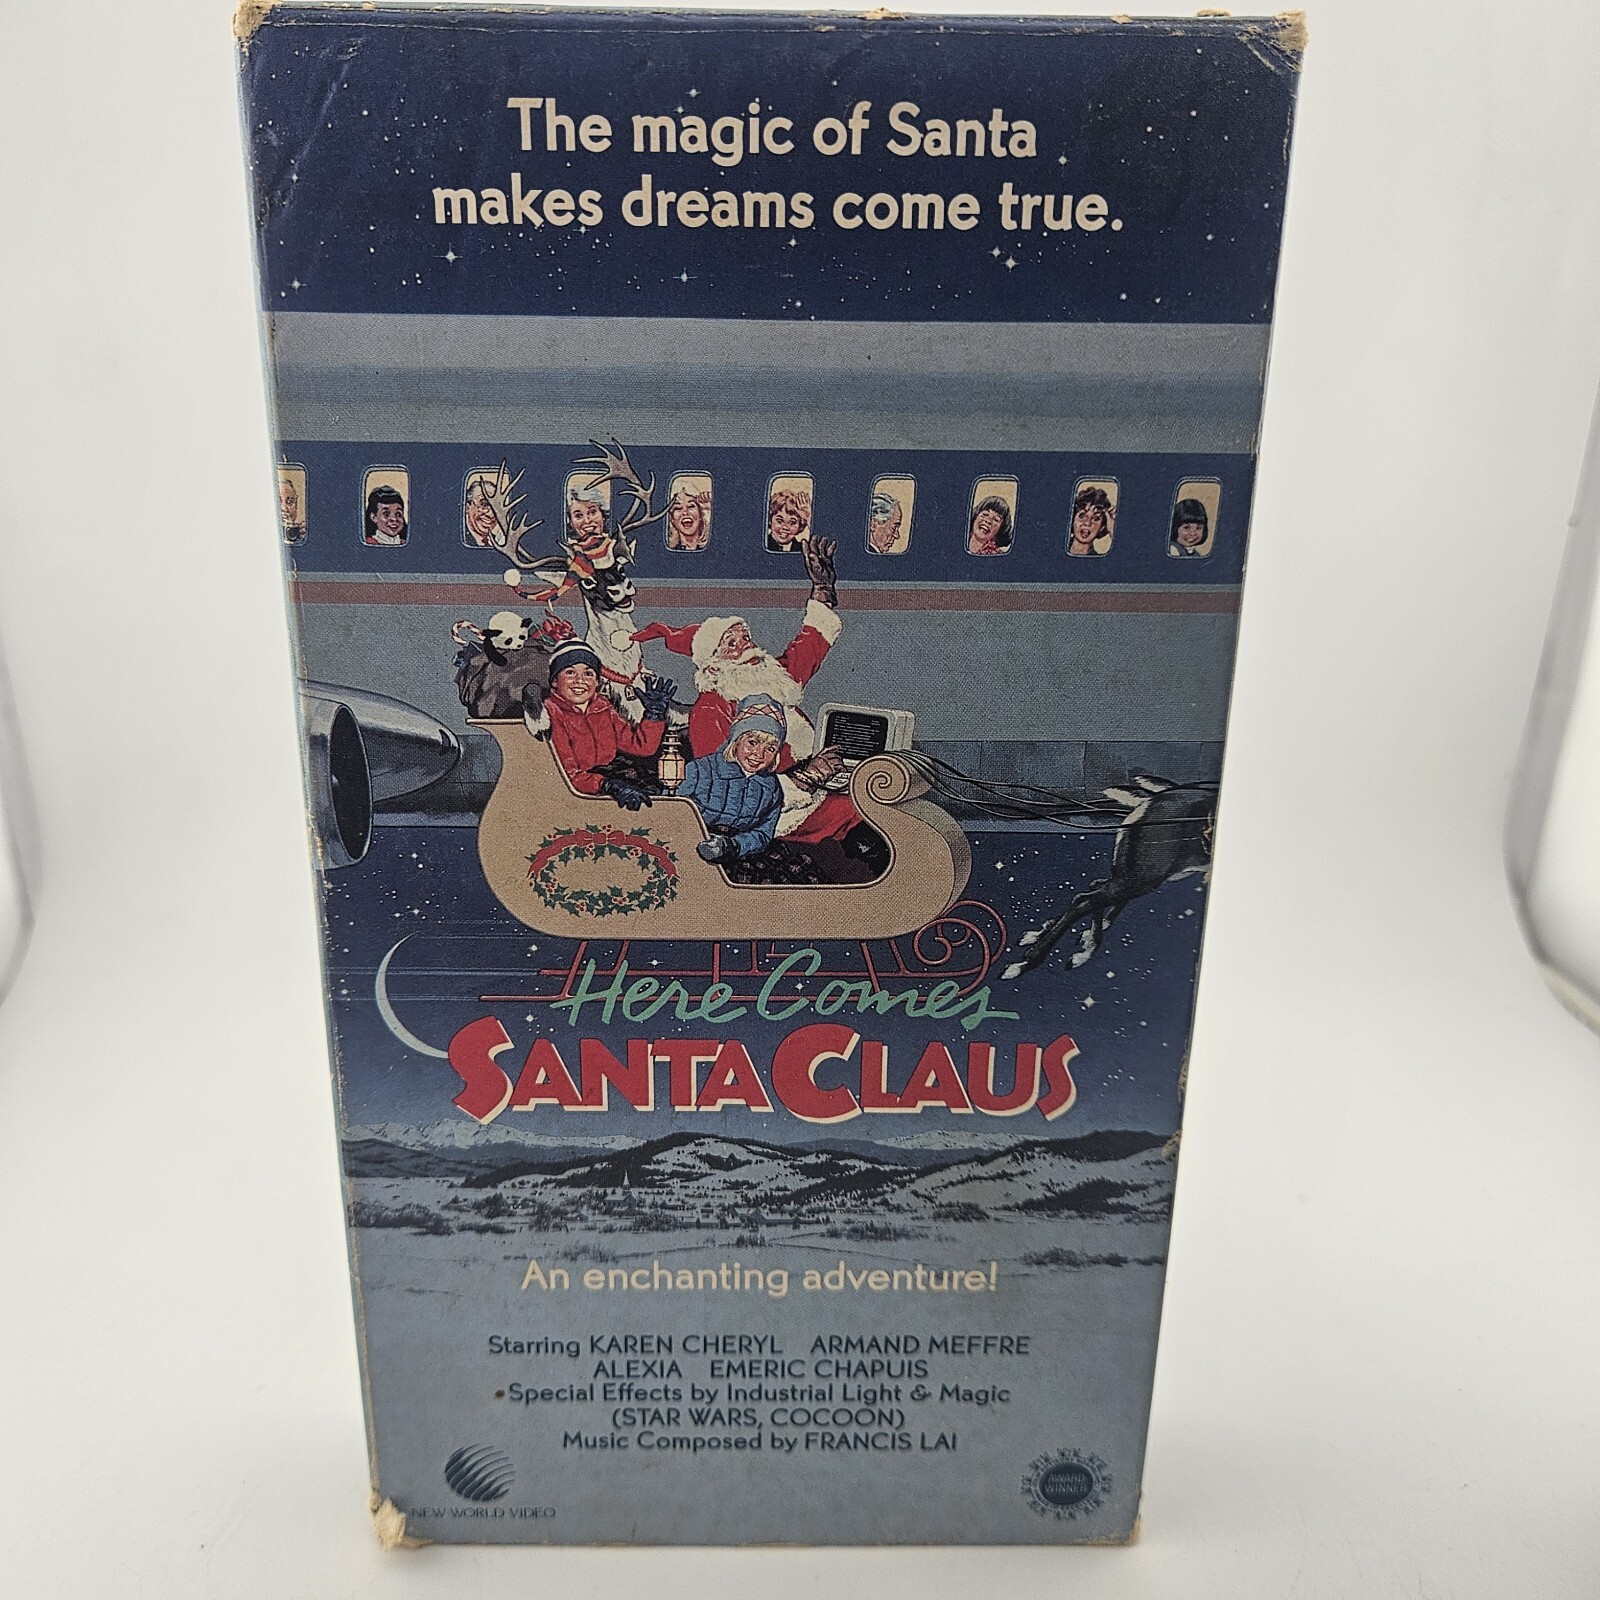 The magic of Santa
makes dreams come true.
Here Comes
SANTA CLAUS
An enchanting adventure!
Starring KAREN CHERYL ARMAND MEFFRE
ALEXIA EMERIC CHAPUIS
Special Effects by Industrial Light & Magic
(STAR WARS, COCOON)
Music Composed by FRANCIS LAI
NEW WORLD VIDEO
AWARD
WINNER